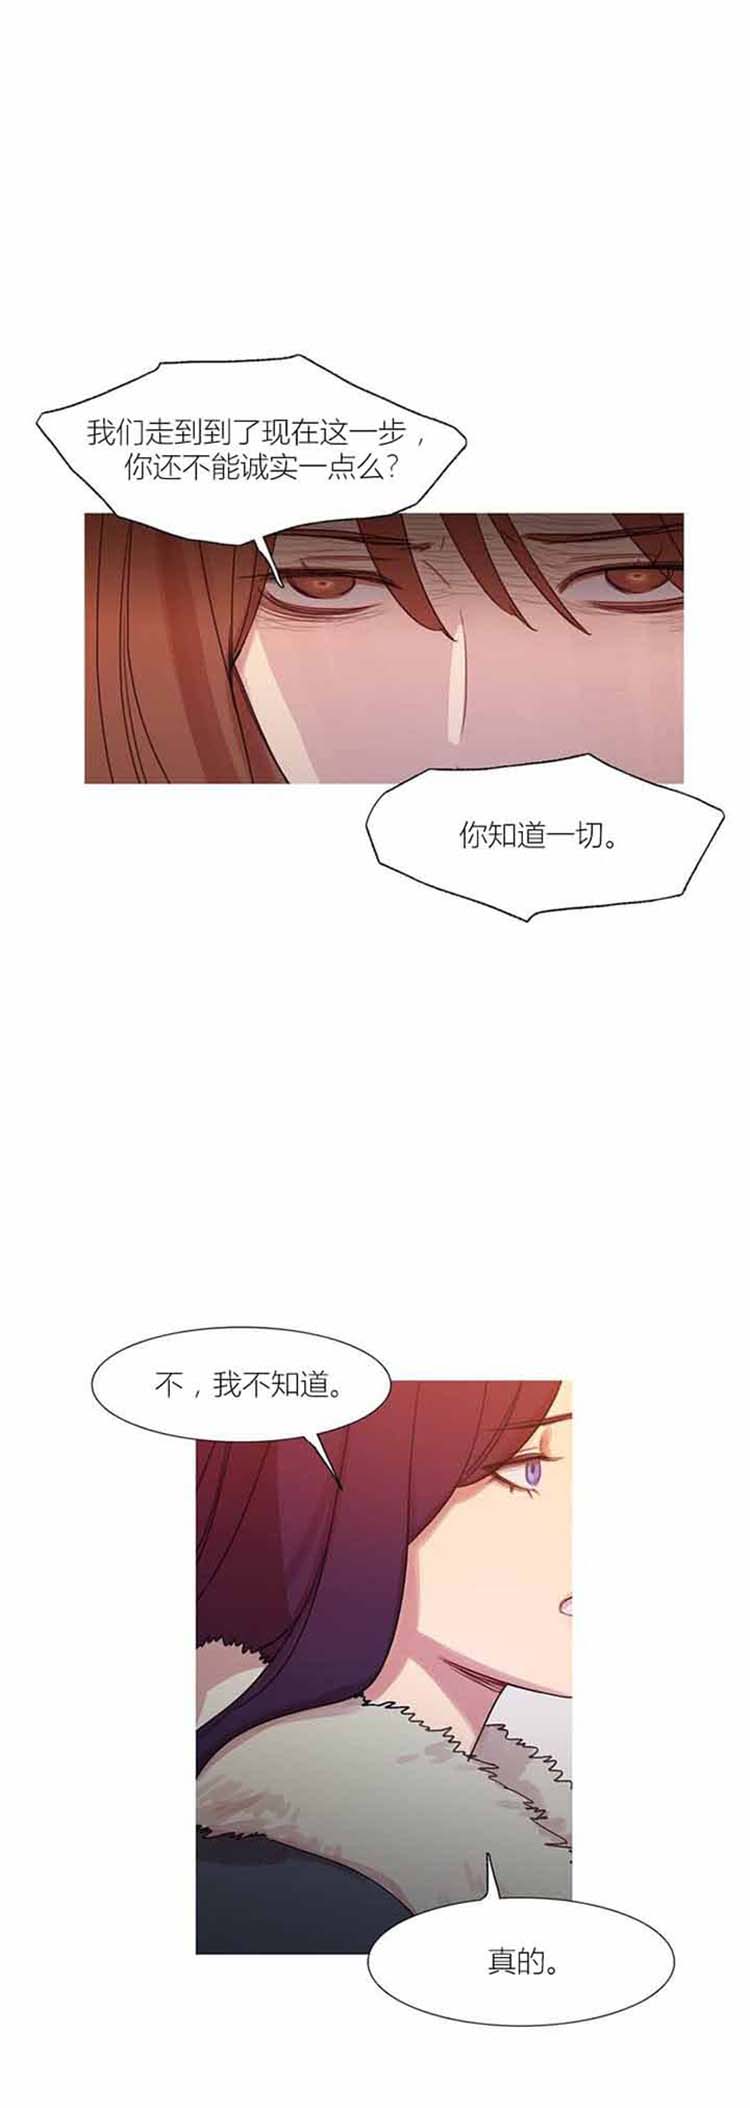 我们走到到了现在这一步，
你还不能诚实一点么?
你知道一切。
不，我不知道。
真的。